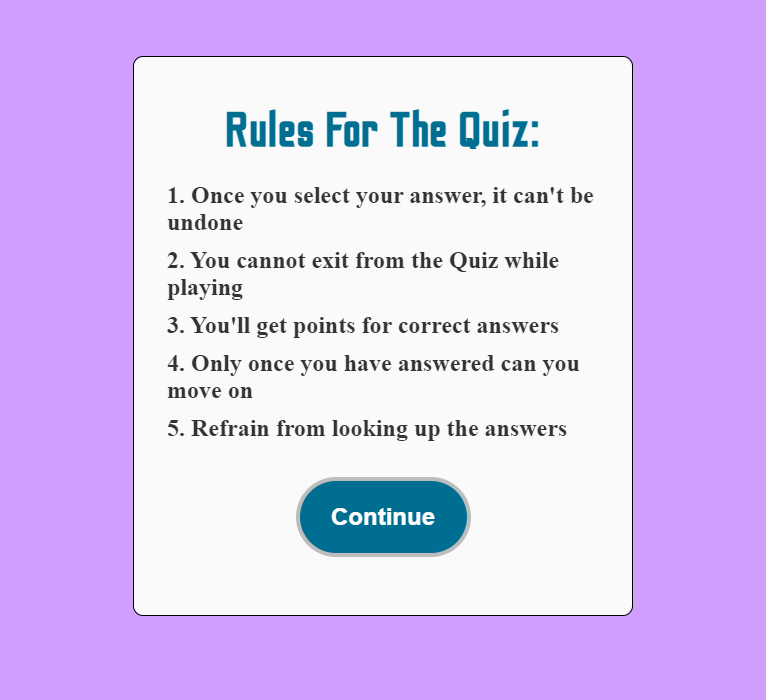 Rules For The Quiz:
1. Once you select your answer, it can't be
undone
2. You cannot exit from the Quiz while
playing
3. You'll get points for correct answers
4. Only once you have answered can you
move on
5. Refrain from looking up the answers
Continue